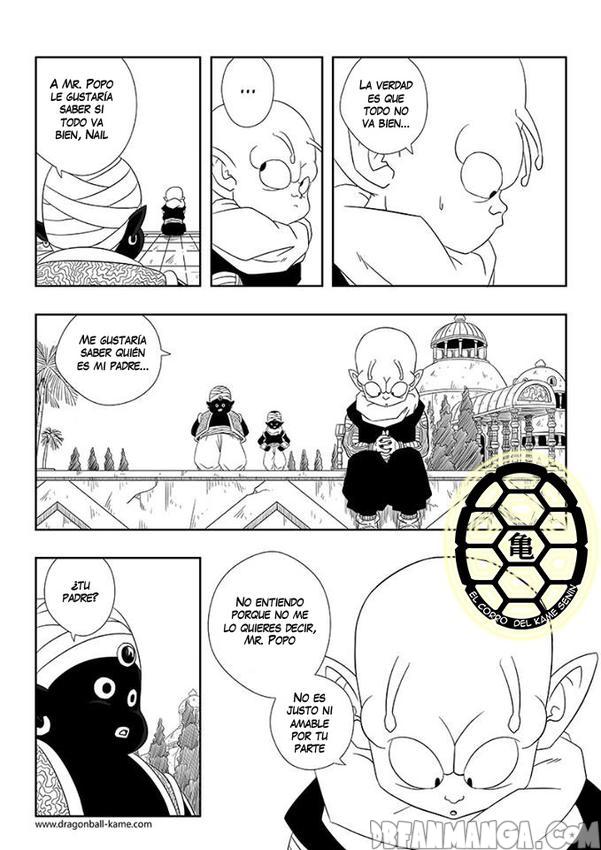 A MR. POPO
LE GUSTARÍA
SABER SI
TODO VA
BIEN, NAIL
...
LA VERDAD
ES QUE TODO
NO VA
BIEN...
ME GUSTARÍA
SABER QUIÉN
ES MI PADRE...
亀
EL CORRO DEL KAME SENIN
¿TU
PADRE?
NO ENTIENDO
PORQUE NO ME
LO QUIERES DECIR,
MR. POPO
NO ES
JUSTO NI
AMABLE
POR TU
PARTE
www.dragonball-kame.com
DBFANMANGA.COM